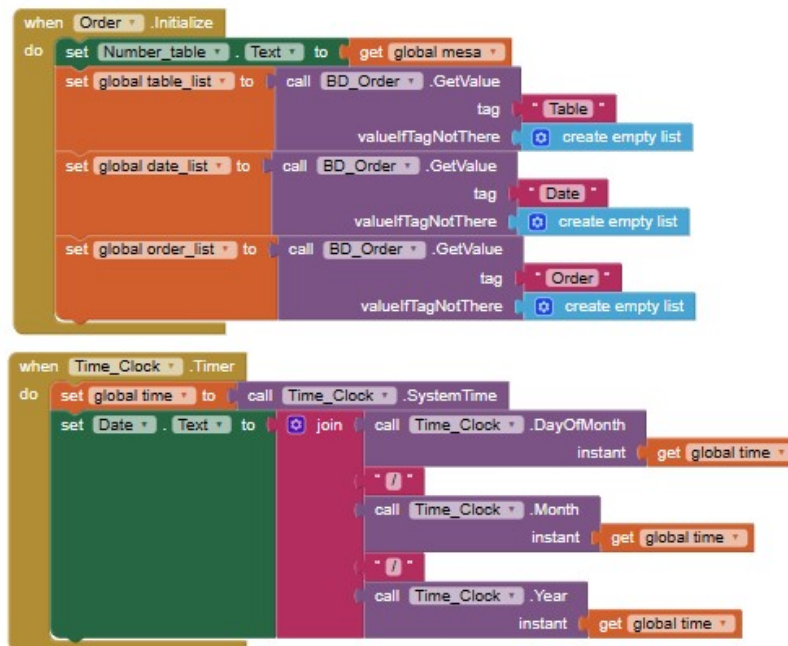 when Order .Initialize
do set Number_table . Text to get global mesa
set global table_list to call BD_Order .GetValue
tag " Table "
valueIfTagNotThere create empty list
set global date_list to call BD_Order .GetValue
tag " Date "
valueIfTagNotThere create empty list
set global order_list to call BD_Order .GetValue
tag " Order "
valueIfTagNotThere create empty list
when Time_Clock .Timer
do set global time to call Time_Clock .SystemTime
set Date . Text to join call Time_Clock .DayOfMonth
instant get global time
" / "
call Time_Clock .Month
instant get global time
" / "
call Time_Clock .Year
instant get global time